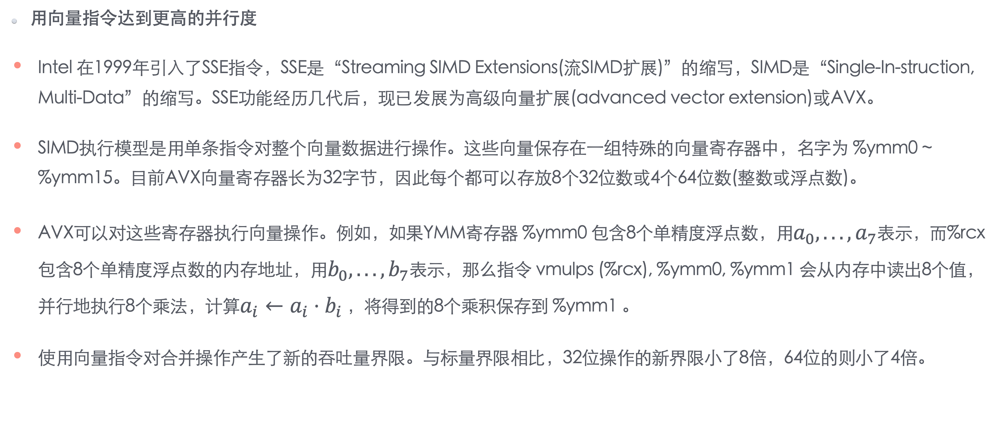 用向量指令达到更高的并行度
Intel 在1999年引入了SSE指令，SSE是“Streaming SIMD Extensions(流SIMD扩展)”的缩写，SIMD是“Single-In-struction,
Multi-Data”的缩写。SSE功能经历几代后，现已发展为高级向量扩展(advanced vector extension)或AVX。
SIMD执行模型是用单条指令对整个向量数据进行操作。这些向量保存在一组特殊的向量寄存器中，名字为 %ymm0 ~
%ymm15。目前AVX向量寄存器长为32字节，因此每个都可以存放8个32位数或4个64位数(整数或浮点数)。
AVX可以对这些寄存器执行向量操作。例如，如果YMM寄存器 %ymm0 包含8个单精度浮点数，用a₀,...,a₇表示，而%rcx
包含8个单精度浮点数的内存地址，用b₀,...,b₇表示，那么指令 vmulps (%rcx), %ymm0, %ymm1 会从内存中读出8个值，
并行地执行8个乘法，计算aᵢ ← aᵢ · bᵢ ，将得到的8个乘积保存到 %ymm1 。
使用向量指令对合并操作产生了新的吞吐量界限。与标量界限相比，32位操作的新界限小了8倍，64位的则小了4倍。